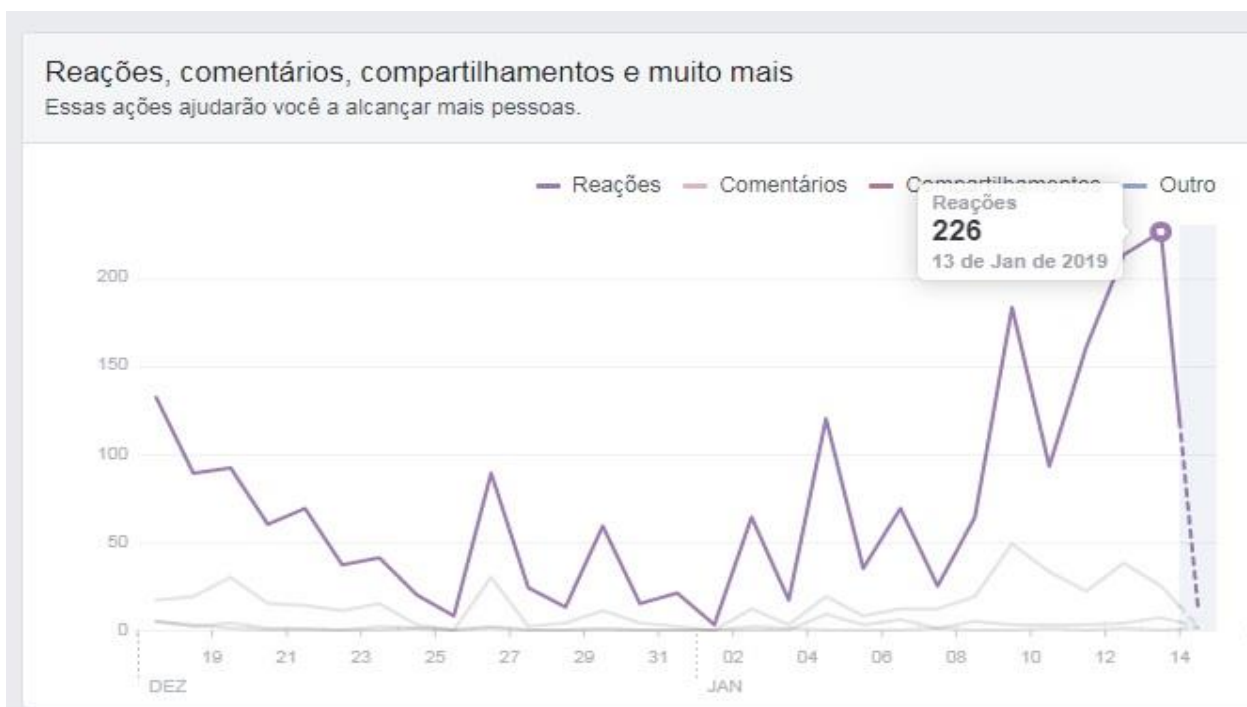 Reações, comentários, compartilhamentos e muito mais
Essas ações ajudarão você a alcançar mais pessoas.
Reações Comentários Compartilhamentos Outro
Reações
226
13 de Jan de 2019
200
150
100
50
0
19 21 23 25 27 29 31 02 04 06 08 10 12 14
DEZ JAN